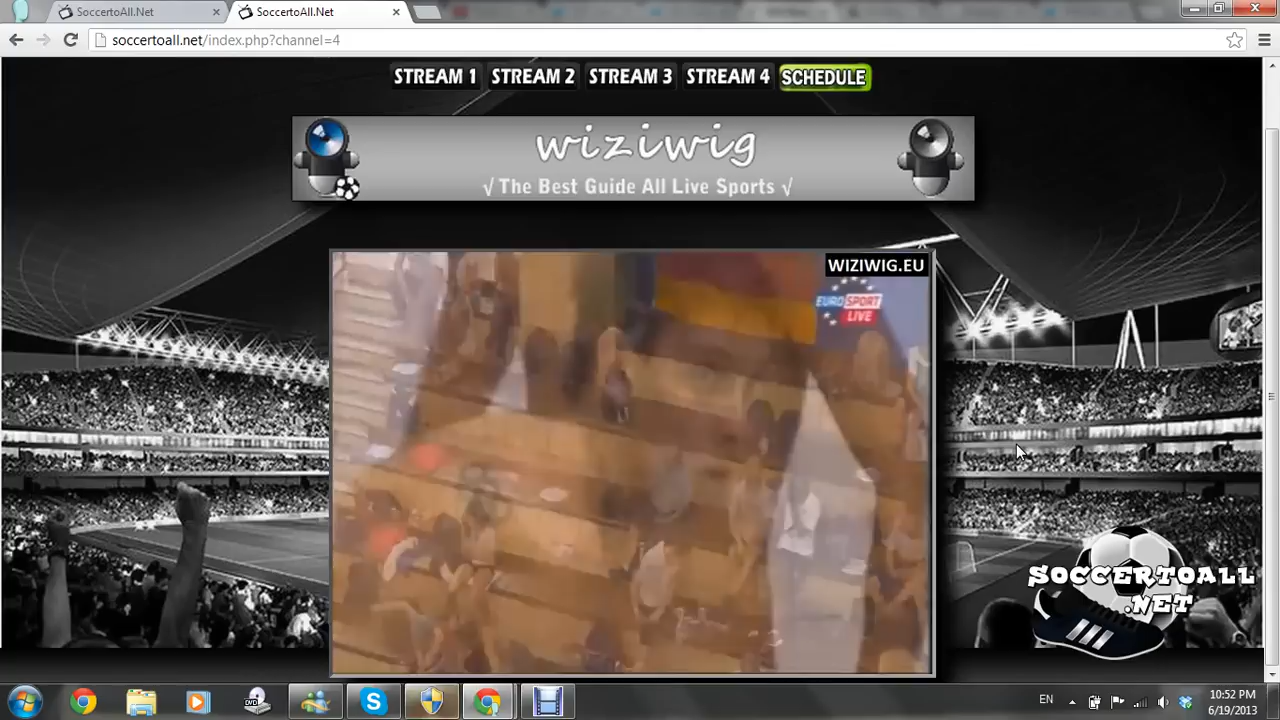 SoccertoAll.Net
SoccertoAll.Net
soccertoall.net/index.php?channel=4
STREAM 1 STREAM 2 STREAM 3 STREAM 4 SCHEDULE
wiziwig
√ The Best Guide All Live Sports √
WIZIWIG.EU
EUROSPORT
LIVE
SOCCERTOALL
.NET
DVD
EN
10:52 PM
6/19/2013